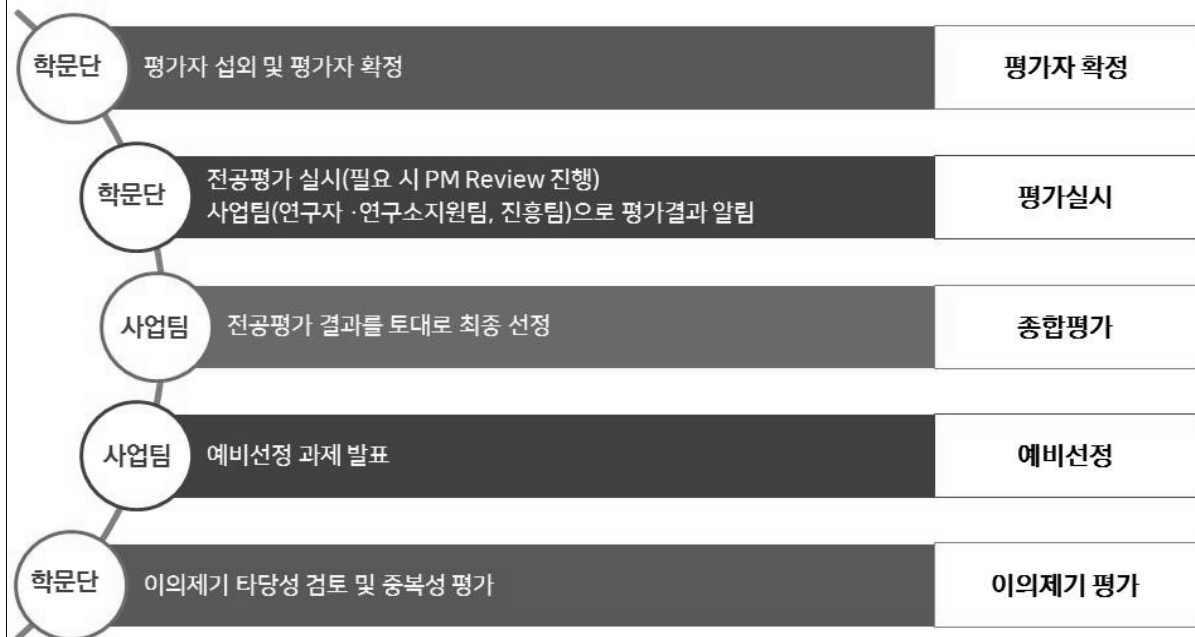 학문단
평가자 섭외 및 평가자 확정
평가자 확정
학문단
전공평가 실시(필요 시 PM Review 진행)
사업팀(연구자 ·연구소지원팀, 진흥팀)으로 평가결과 알림
평가실시
사업팀
전공평가 결과를 토대로 최종 선정
종합평가
사업팀
예비선정 과제 발표
예비선정
학문단
이의제기 타당성 검토 및 중복성 평가
이의제기 평가